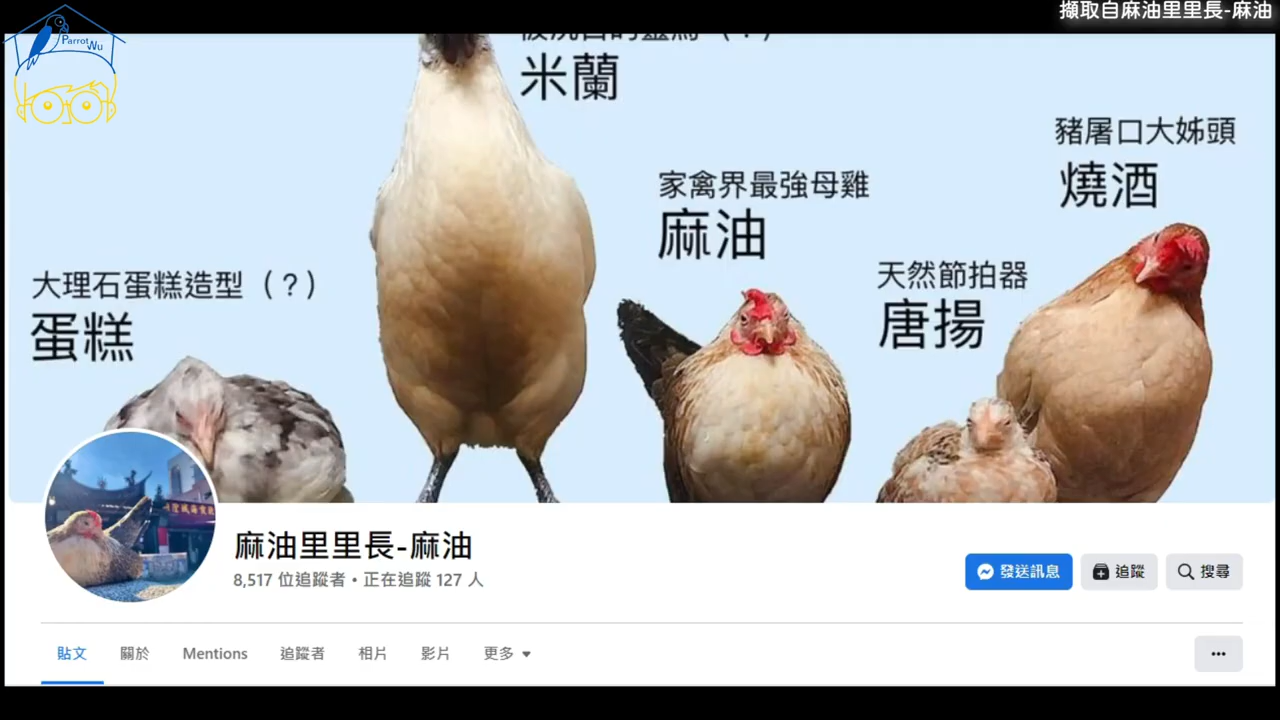 擷取自麻油里里長-麻油
ParrotWu
米蘭
豬屠口大姊頭
燒酒
家禽界最強母雞
麻油
天然節拍器
唐揚
大理石蛋糕造型（？）
蛋糕
麻油里里長-麻油
8,517 位追蹤者 • 正在追蹤 127 人
發送訊息
追蹤
搜尋
貼文
關於
Mentions
追蹤者
相片
影片
更多